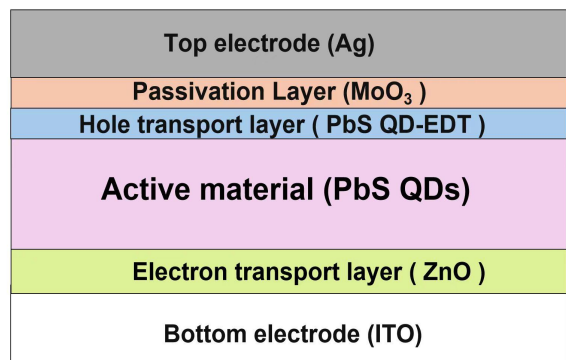 Top electrode (Ag)
Passivation Layer (MoO₃ )
Hole transport layer ( PbS QD-EDT )
Active material (PbS QDs)
Electron transport layer ( ZnO )
Bottom electrode (ITO)